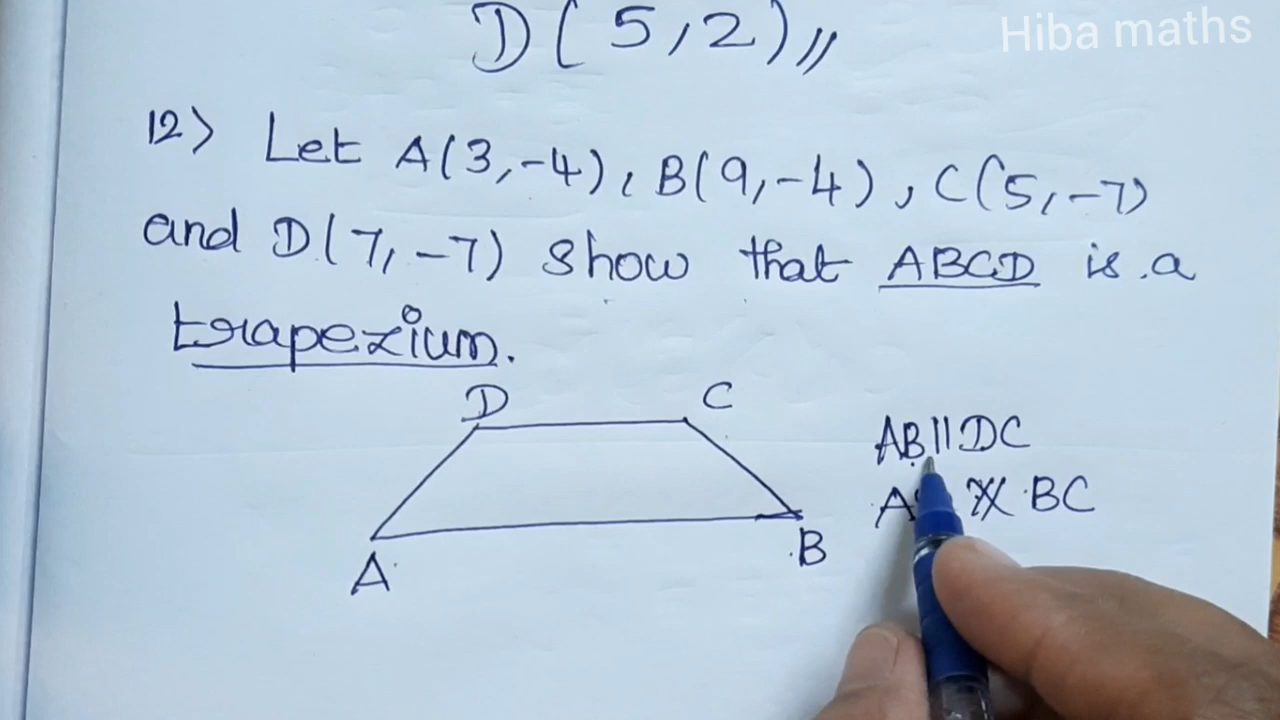 Hiba maths
D(5,2)//
12) Let A(3,-4), B(9,-4), C(5,-7)
and D(7,-7) show that ABCD is a
trapezium.
D C
AB || DC
A BC
A B